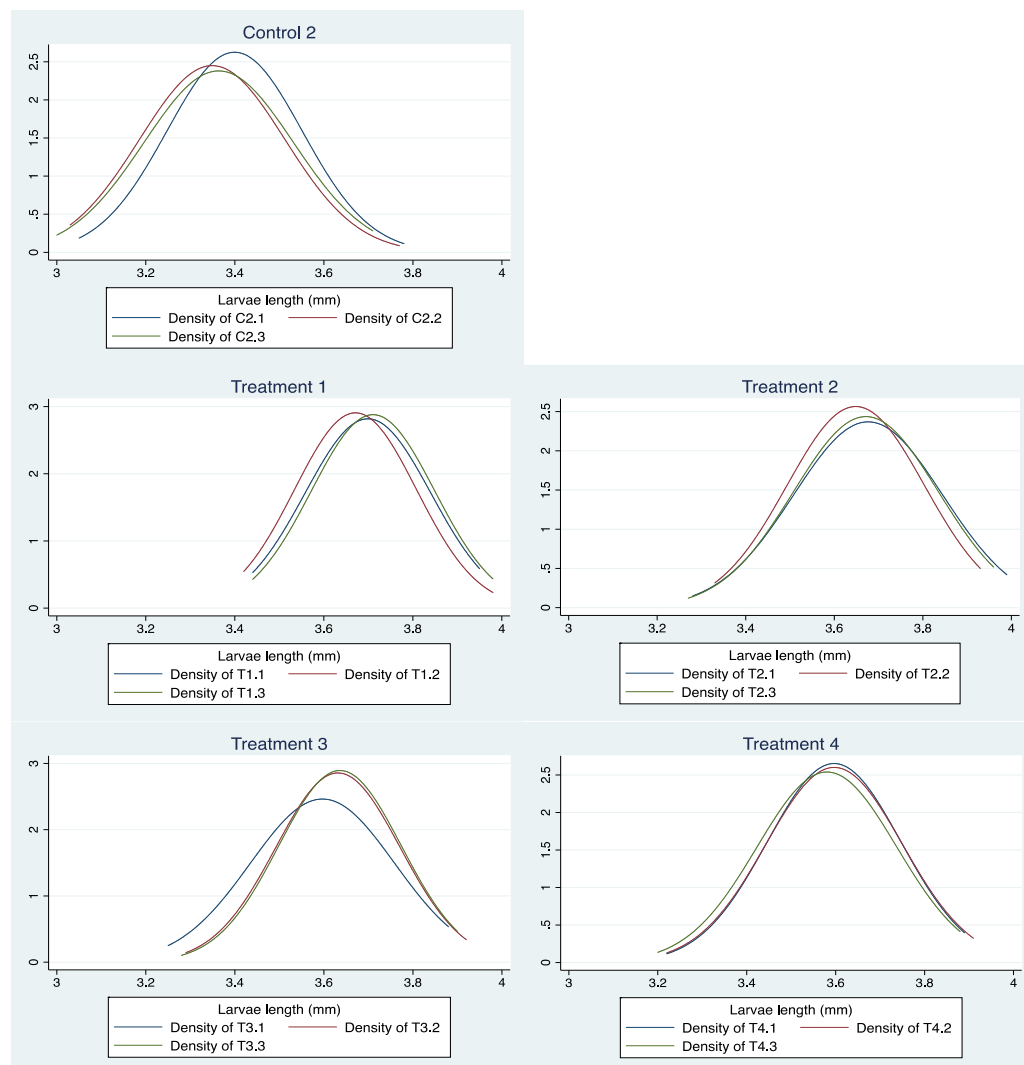 Control 2
2.5
2
1.5
1
.5
0
3 3.2 3.4 3.6 3.8 4
Larvae length (mm)
Density of C2.1 Density of C2.2
Density of C2.3
Treatment 1
3
2
1
0
3 3.2 3.4 3.6 3.8 4
Larvae length (mm)
Density of T1.1 Density of T1.2
Density of T1.3
Treatment 2
2.5
2
1.5
1
.5
0
3 3.2 3.4 3.6 3.8 4
Larvae length (mm)
Density of T2.1 Density of T2.2
Density of T2.3
Treatment 3
3
2
1
0
3 3.2 3.4 3.6 3.8 4
Larvae length (mm)
Density of T3.1 Density of T3.2
Density of T3.3
Treatment 4
2.5
2
1.5
1
.5
0
3 3.2 3.4 3.6 3.8 4
Larvae length (mm)
Density of T4.1 Density of T4.2
Density of T4.3